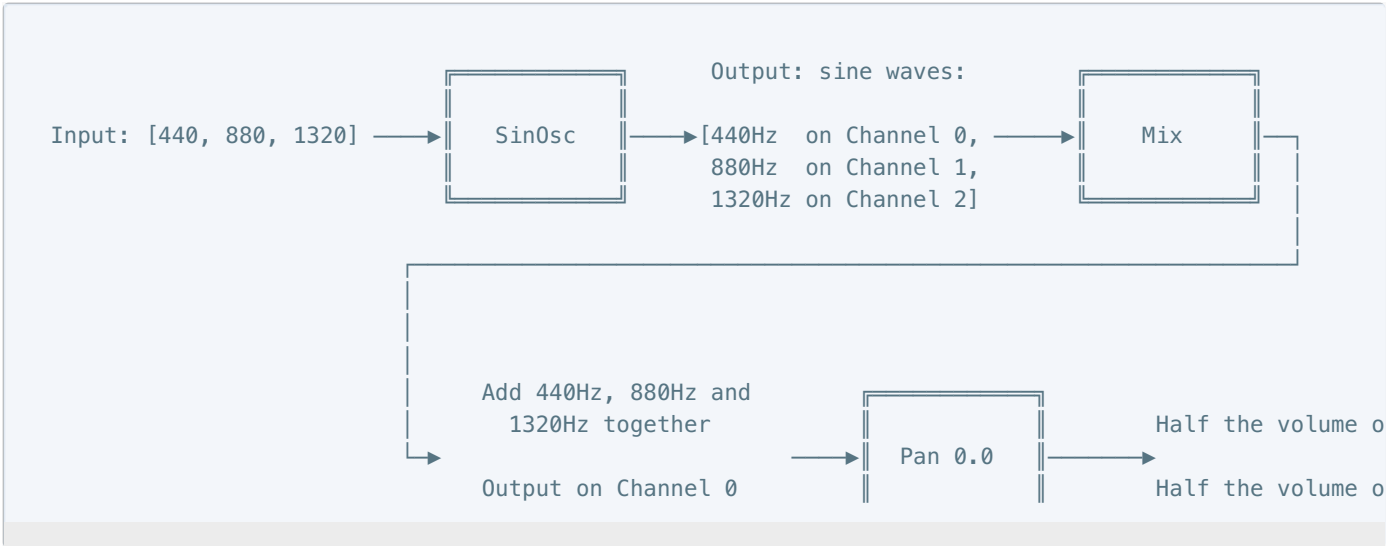 Output: sine waves:
Input: [440, 880, 1320] SinOsc [440Hz on Channel 0, Mix
880Hz on Channel 1,
1320Hz on Channel 2]
Add 440Hz, 880Hz and
1320Hz together Half the volume o
Pan 0.0
Output on Channel 0 Half the volume o